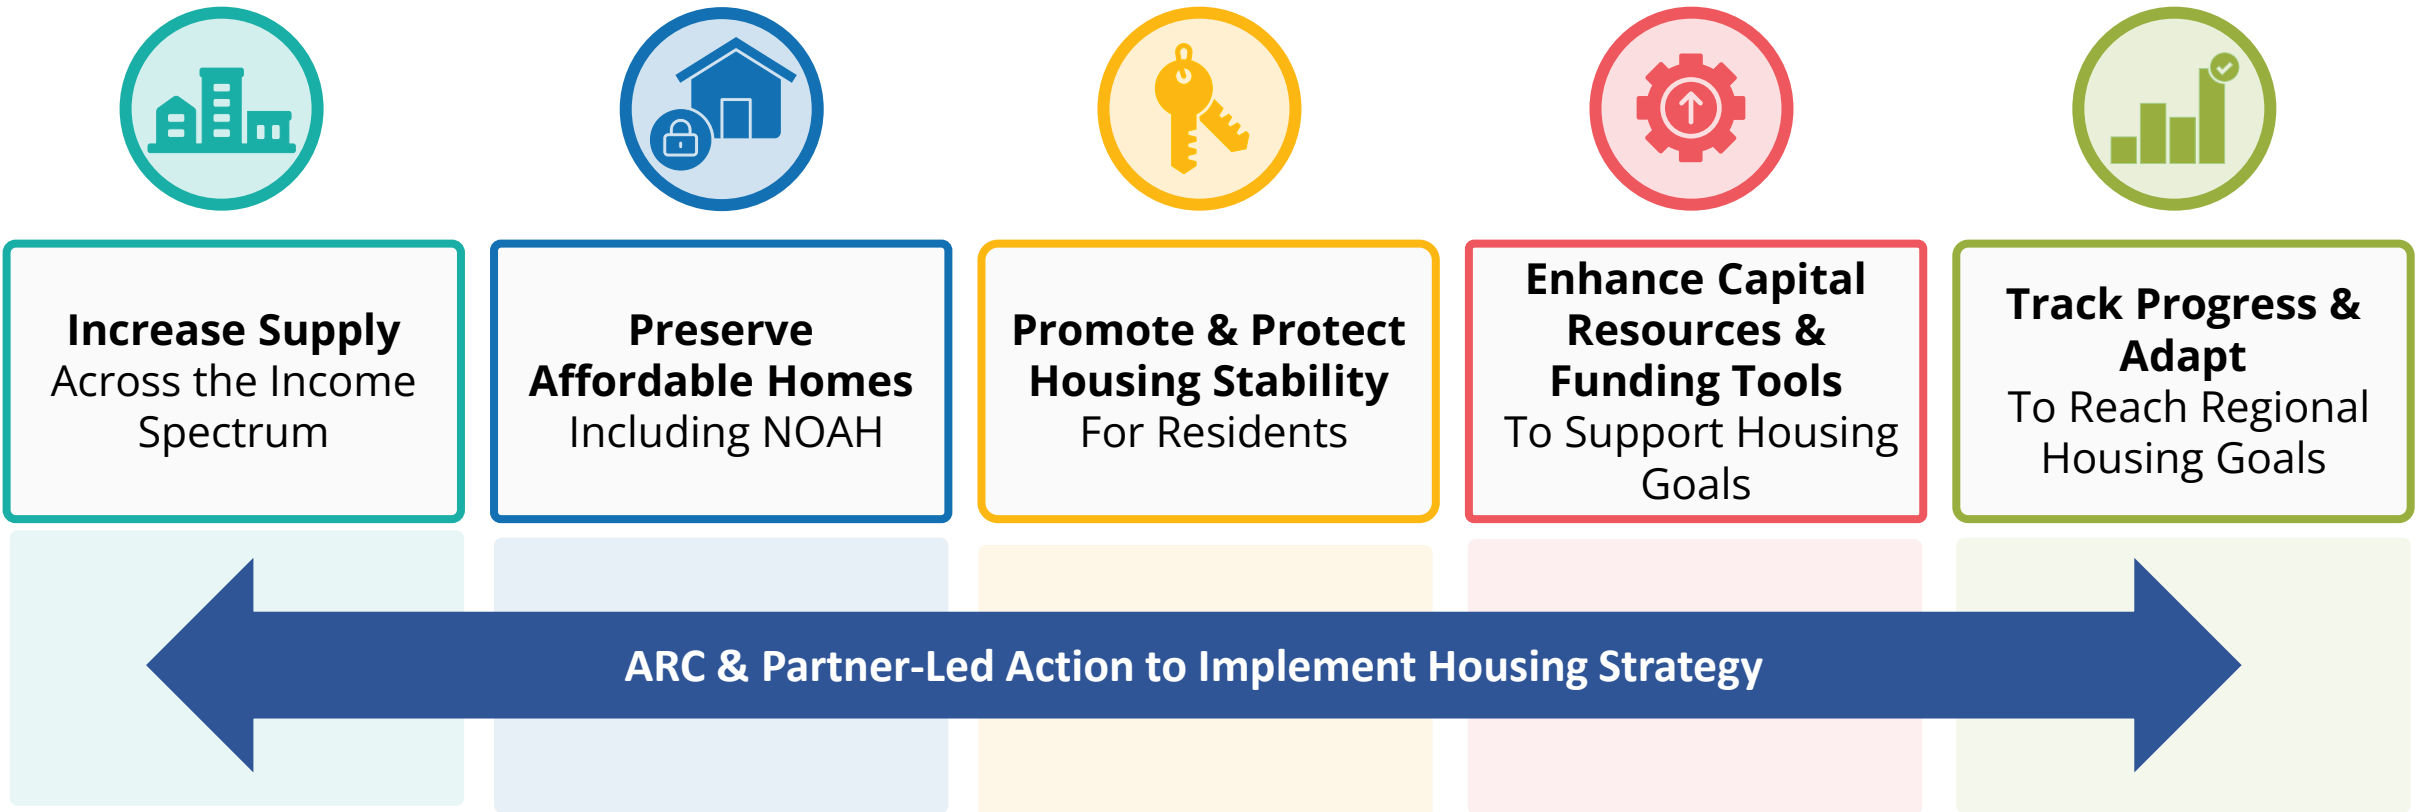 Increase Supply
Across the Income
Spectrum
Preserve
Affordable Homes
Including NOAH
Promote & Protect
Housing Stability
For Residents
Enhance Capital
Resources &
Funding Tools
To Support Housing
Goals
Track Progress &
Adapt
To Reach Regional
Housing Goals
ARC & Partner-Led Action to Implement Housing Strategy